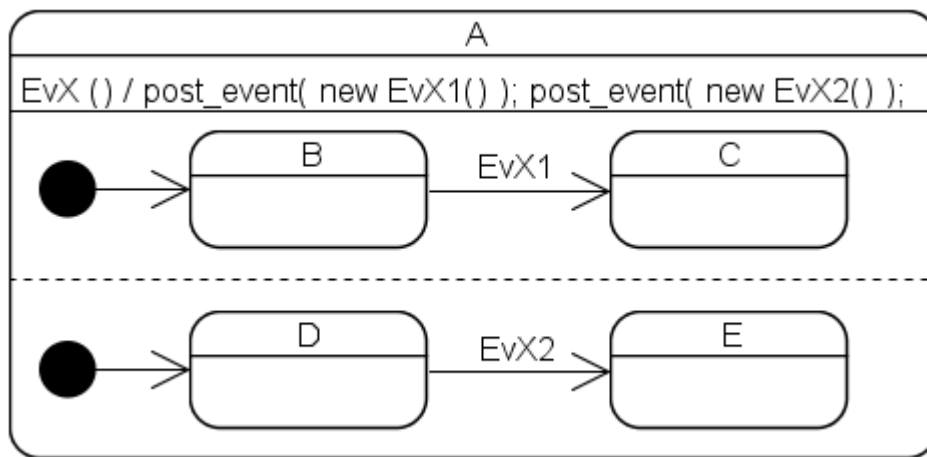 A
EvX () / post_event( new EvX1() ); post_event( new EvX2() );
B
EvX1
C
D
EvX2
E